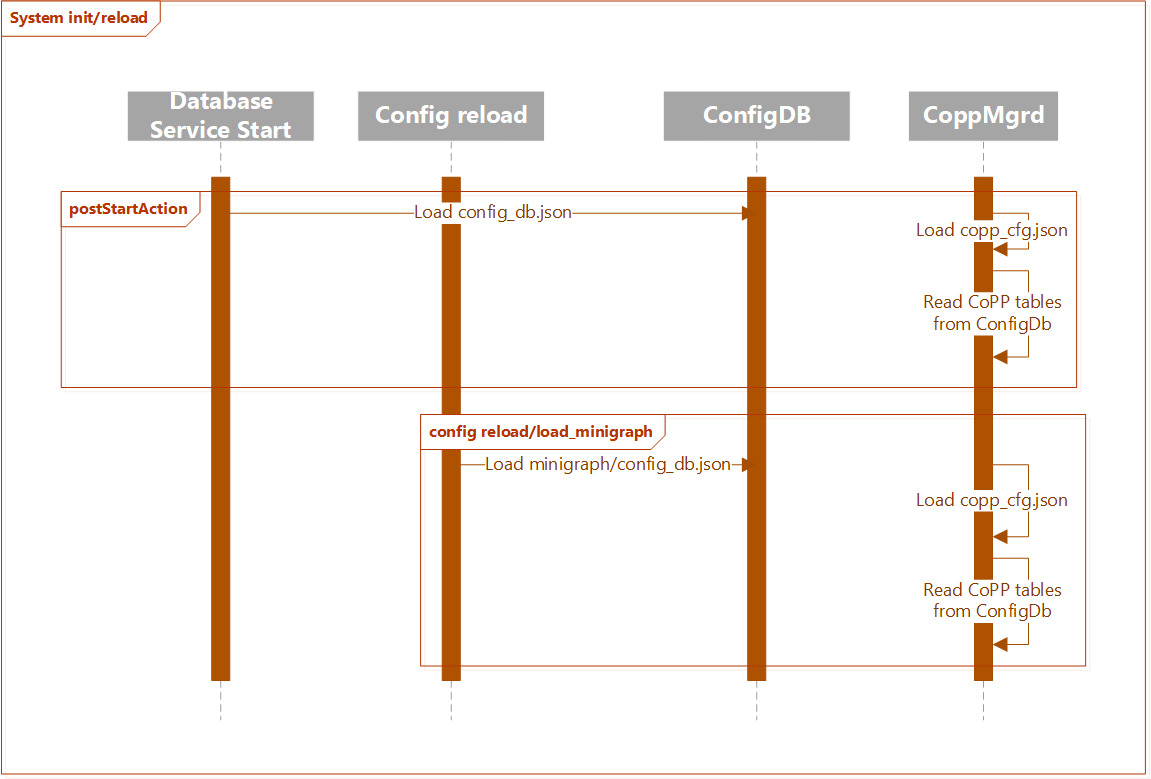 System init/reload
Database
Service Start
Config reload
ConfigDB
CoppMgrd
postStartAction
Load config_db.json
Load copp_cfg.json
Read CoPP tables
from ConfigDb
config reload/load_minigraph
Load minigraph/config_db.json
Load copp_cfg.json
Read CoPP tables
from ConfigDb